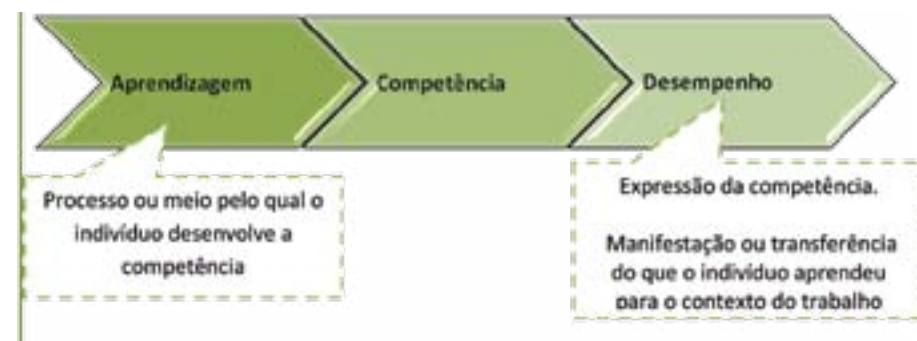 Aprendizagem
Competência
Desempenho
Processo ou meio pelo qual o
indivíduo desenvolve a
competência
Expressão da competência.
Manifestação ou transferência
do que o indivíduo aprendeu
para o contexto do trabalho